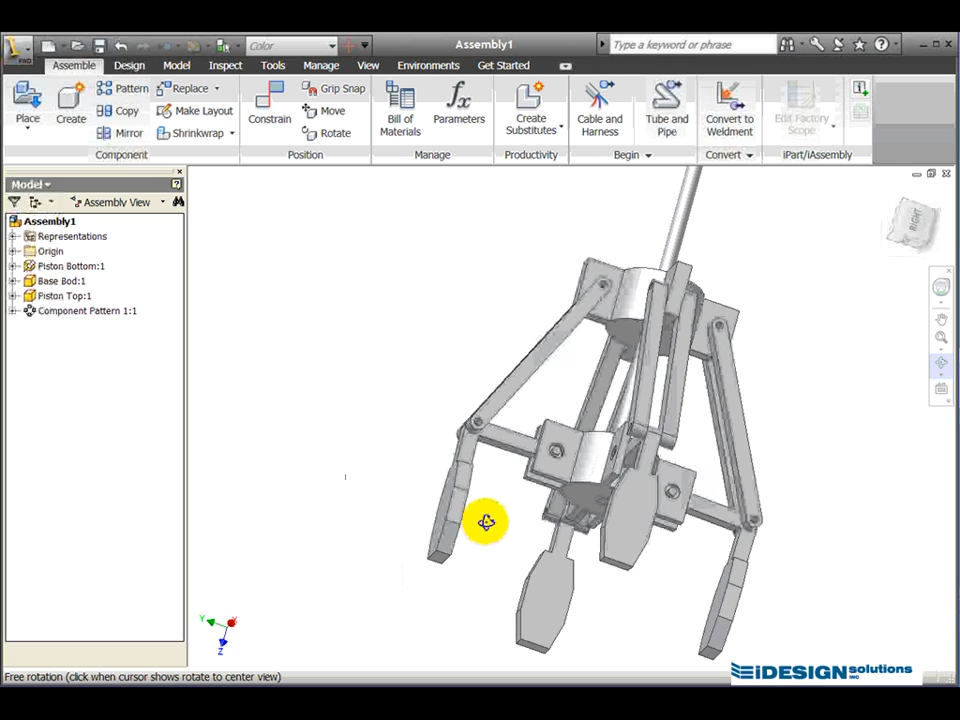 PRO
Color
Assembly1
Type a keyword or phrase
Assemble Design Model Inspect Tools Manage View Environments Get Started
Place
Create
Pattern
Copy
Mirror
Replace
Make Layout
Shrinkwrap
Component
Constrain
Grip Snap
Move
Rotate
Position
Bill of
Materials
fx
Parameters
Manage
Create
Substitutes
Productivity
Cable and
Harness
Tube and
Pipe
Begin
Convert to
Weldment
Convert
Edit Factory
Scope
iPart/iAssembly
Model
Assembly View
Assembly1
Representations
Origin
Piston Bottom:1
Base Bod:1
Piston Top:1
Component Pattern 1:1
RIGHT
Y
X
Z
Free rotation (click when cursor shows rotate to center view)
iDESIGN solutions INC